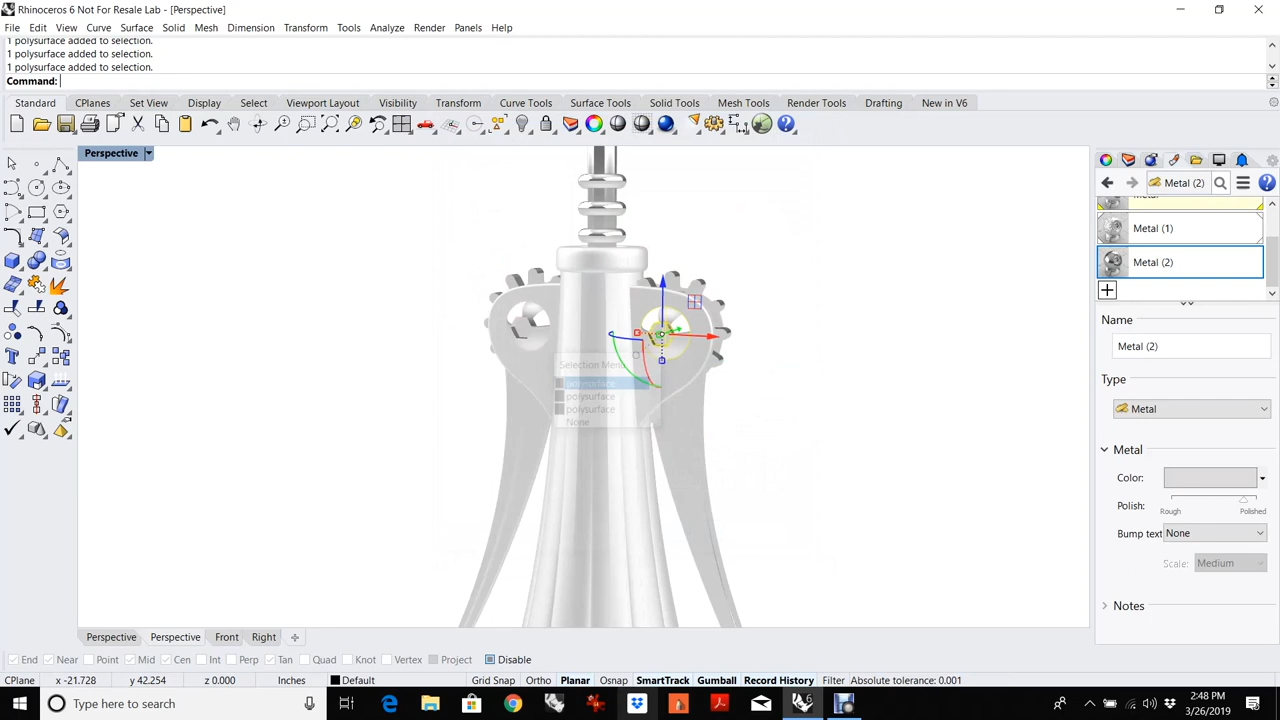 Rhinoceros 6 Not For Resale Lab - [Perspective]
File Edit View Curve Surface Solid Mesh Dimension Transform Tools Analyze Render Panels Help
1 polysurface added to selection.
1 polysurface added to selection.
1 polysurface added to selection.
Command:
Standard CPlanes Set View Display Select Viewport Layout Visibility Transform Curve Tools Surface Tools Solid Tools Mesh Tools Render Tools Drafting New in V6
Perspective
Metal (2)
Metal (1)
Metal (2)
Name
Metal (2)
Type
Metal
Metal
Color:
Polish:
Rough Polished
Bump text None
Scale: Medium
Notes
Selection Menu
polysurface
polysurface
polysurface
None
Perspective Perspective Front Right
End Near Point Mid Cen Int Perp Tan Quad Knot Vertex Project Disable
CPlane x -21.728 y 42.254 z 0.000 Inches Default Grid Snap Ortho Planar Osnap SmartTrack Gumball Record History Filter Absolute tolerance: 0.001
Type here to search
2:48 PM
3/26/2019